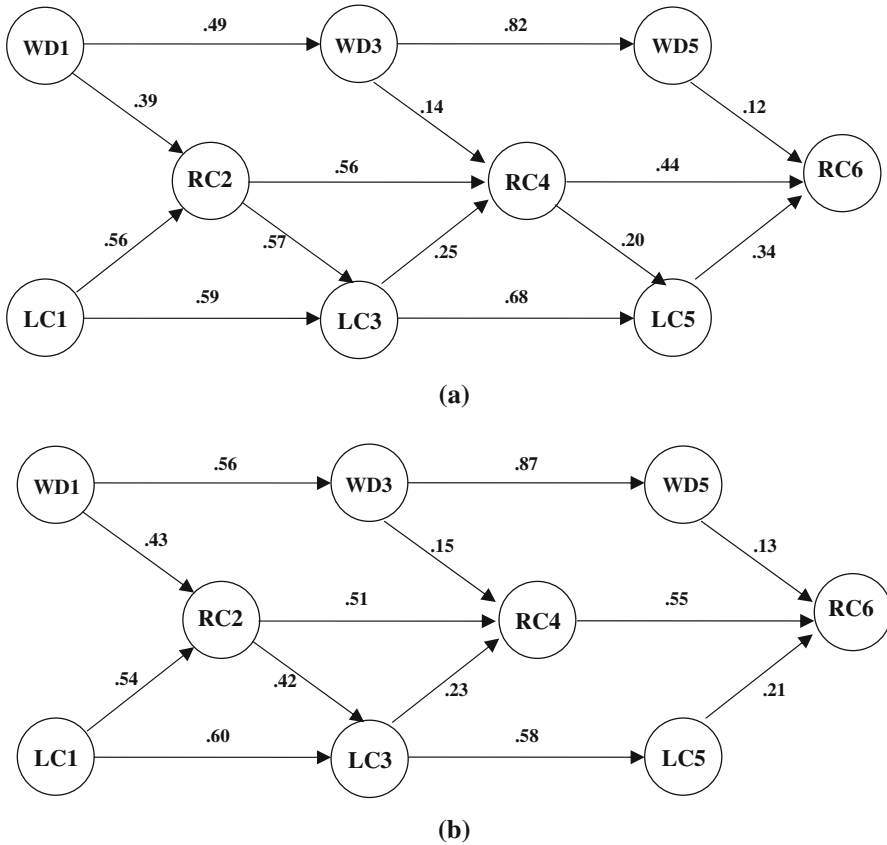 .49 .82
WD1 WD3 WD5
.39 .14 .12
RC2 .56 RC4 .44 RC6
.56 .57 .25 .20 .34
.59 .68
LC1 LC3 LC5
(a)
.56 .87
WD1 WD3 WD5
.43 .15 .13
RC2 .51 RC4 .55 RC6
.54 .42 .23 .21
.60 .58
LC1 LC3 LC5
(b)